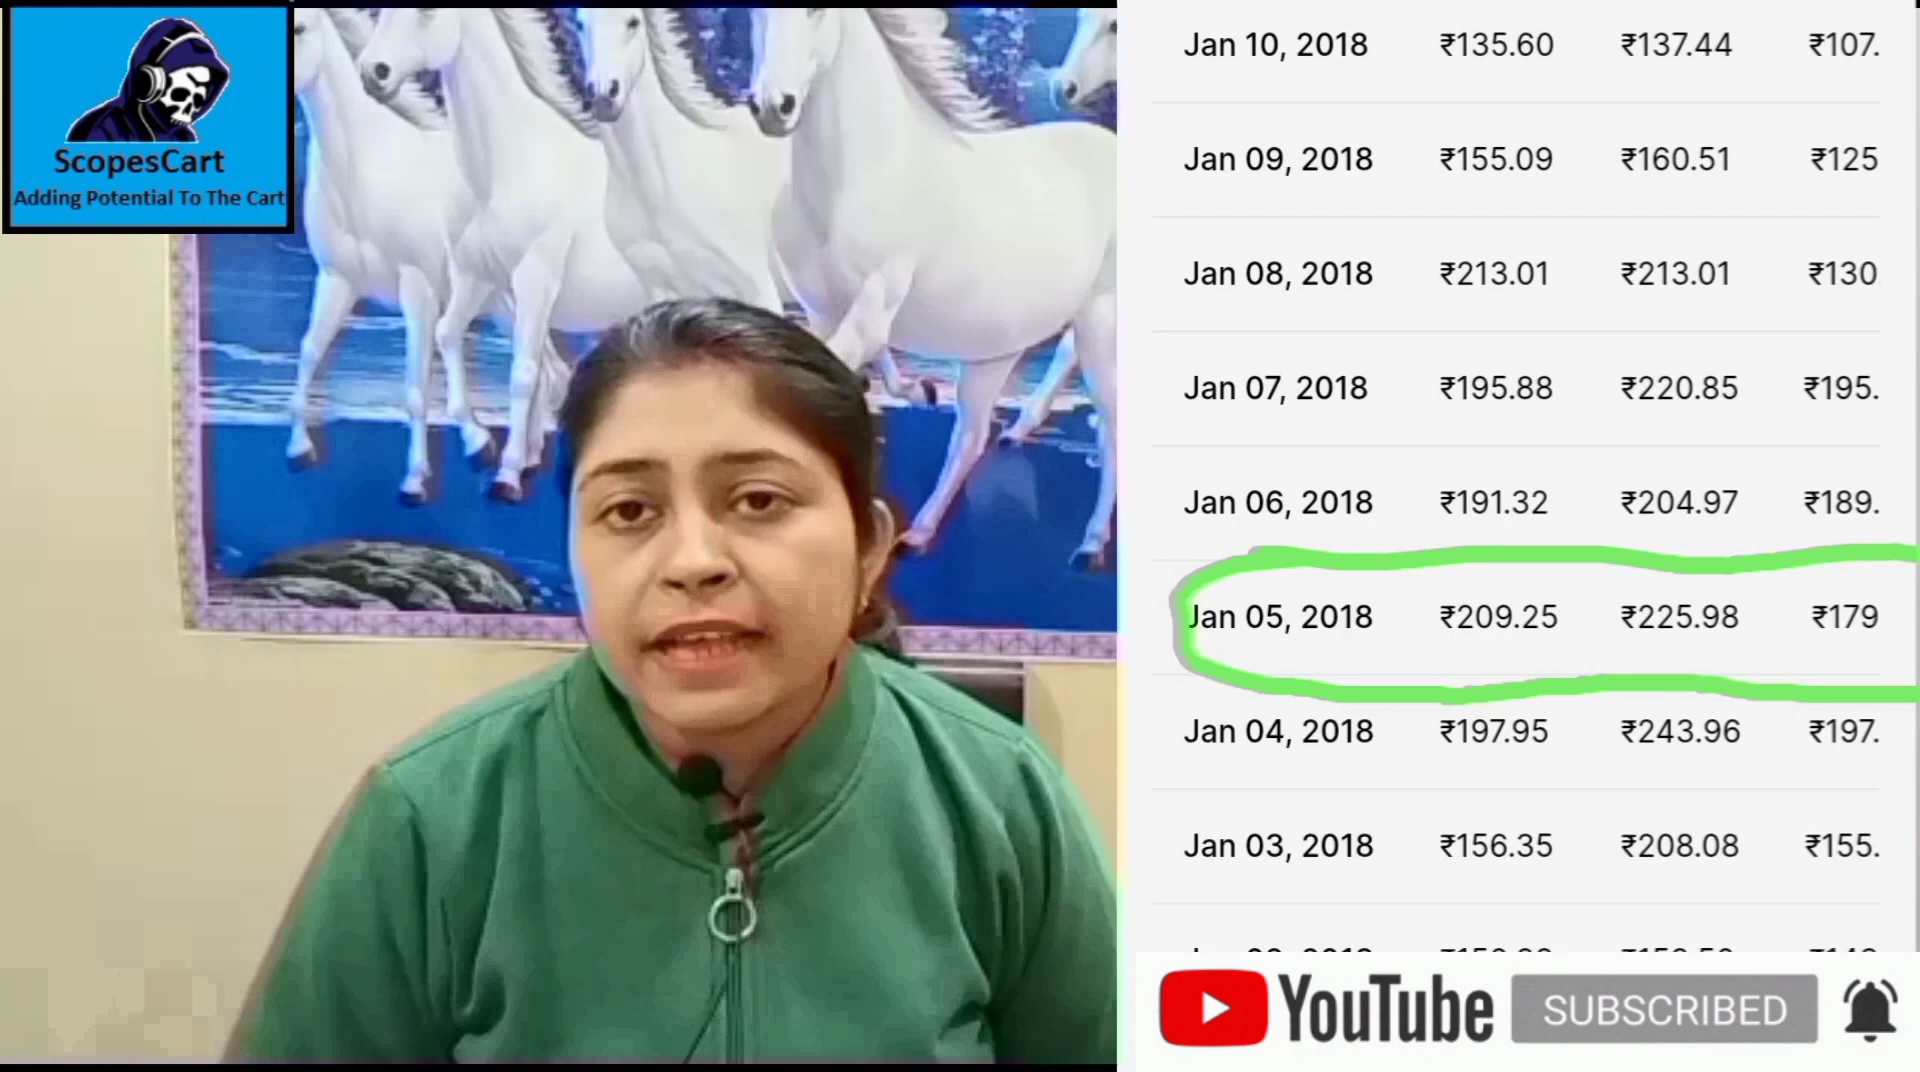 ScopesCart
Adding Potential To The Cart
Jan 10, 2018 ₹135.60 ₹137.44 ₹107.
Jan 09, 2018 ₹155.09 ₹160.51 ₹125
Jan 08, 2018 ₹213.01 ₹213.01 ₹130
Jan 07, 2018 ₹195.88 ₹220.85 ₹195.
Jan 06, 2018 ₹191.32 ₹204.97 ₹189.
Jan 05, 2018 ₹209.25 ₹225.98 ₹179
Jan 04, 2018 ₹197.95 ₹243.96 ₹197.
Jan 03, 2018 ₹156.35 ₹208.08 ₹155.
YouTube SUBSCRIBED